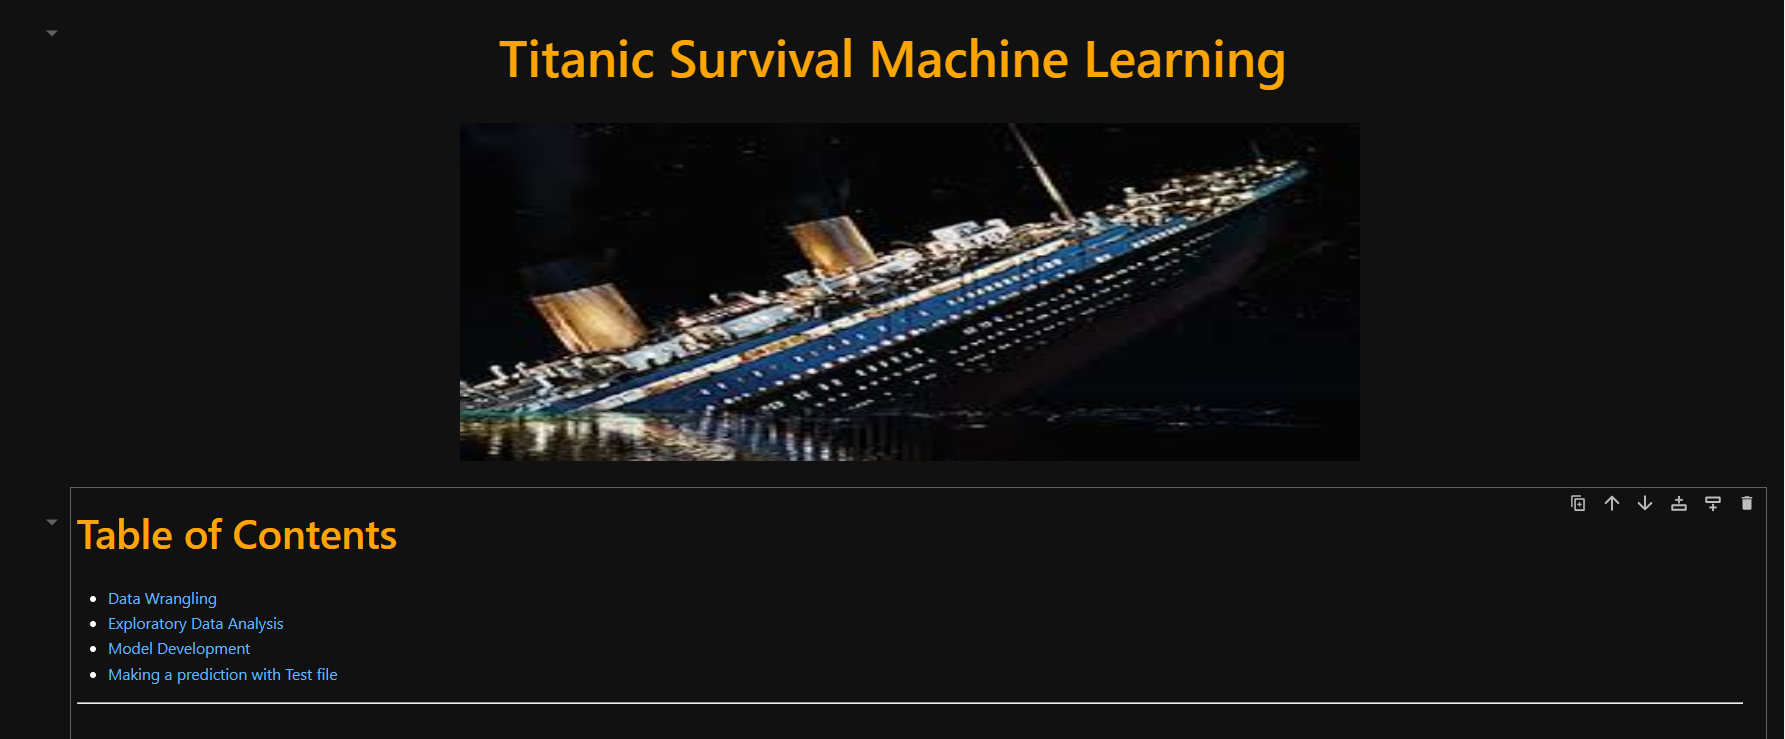 Titanic Survival Machine Learning
Table of Contents
Data Wrangling
Exploratory Data Analysis
Model Development
Making a prediction with Test file